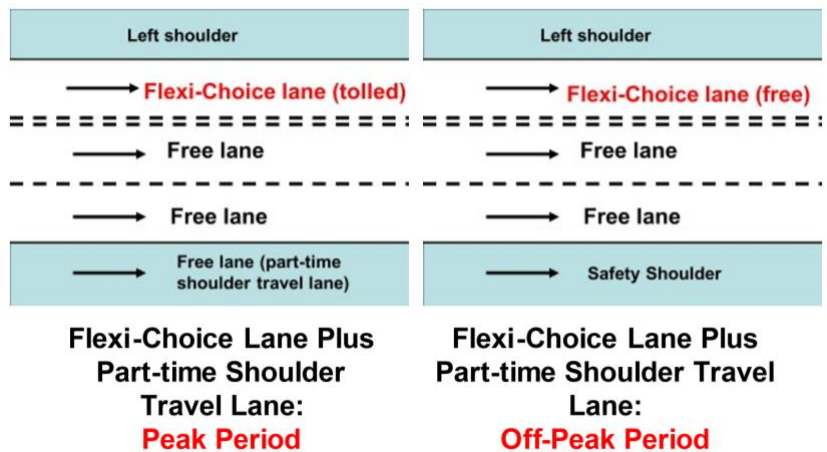 Left shoulder
Flexi-Choice lane (tolled)
Free lane
Free lane
Free lane (part-time
shoulder travel lane)
Flexi-Choice Lane Plus
Part-time Shoulder
Travel Lane:
Peak Period
Left shoulder
Flexi-Choice lane (free)
Free lane
Free lane
Safety Shoulder
Flexi-Choice Lane Plus
Part-time Shoulder Travel
Lane:
Off-Peak Period